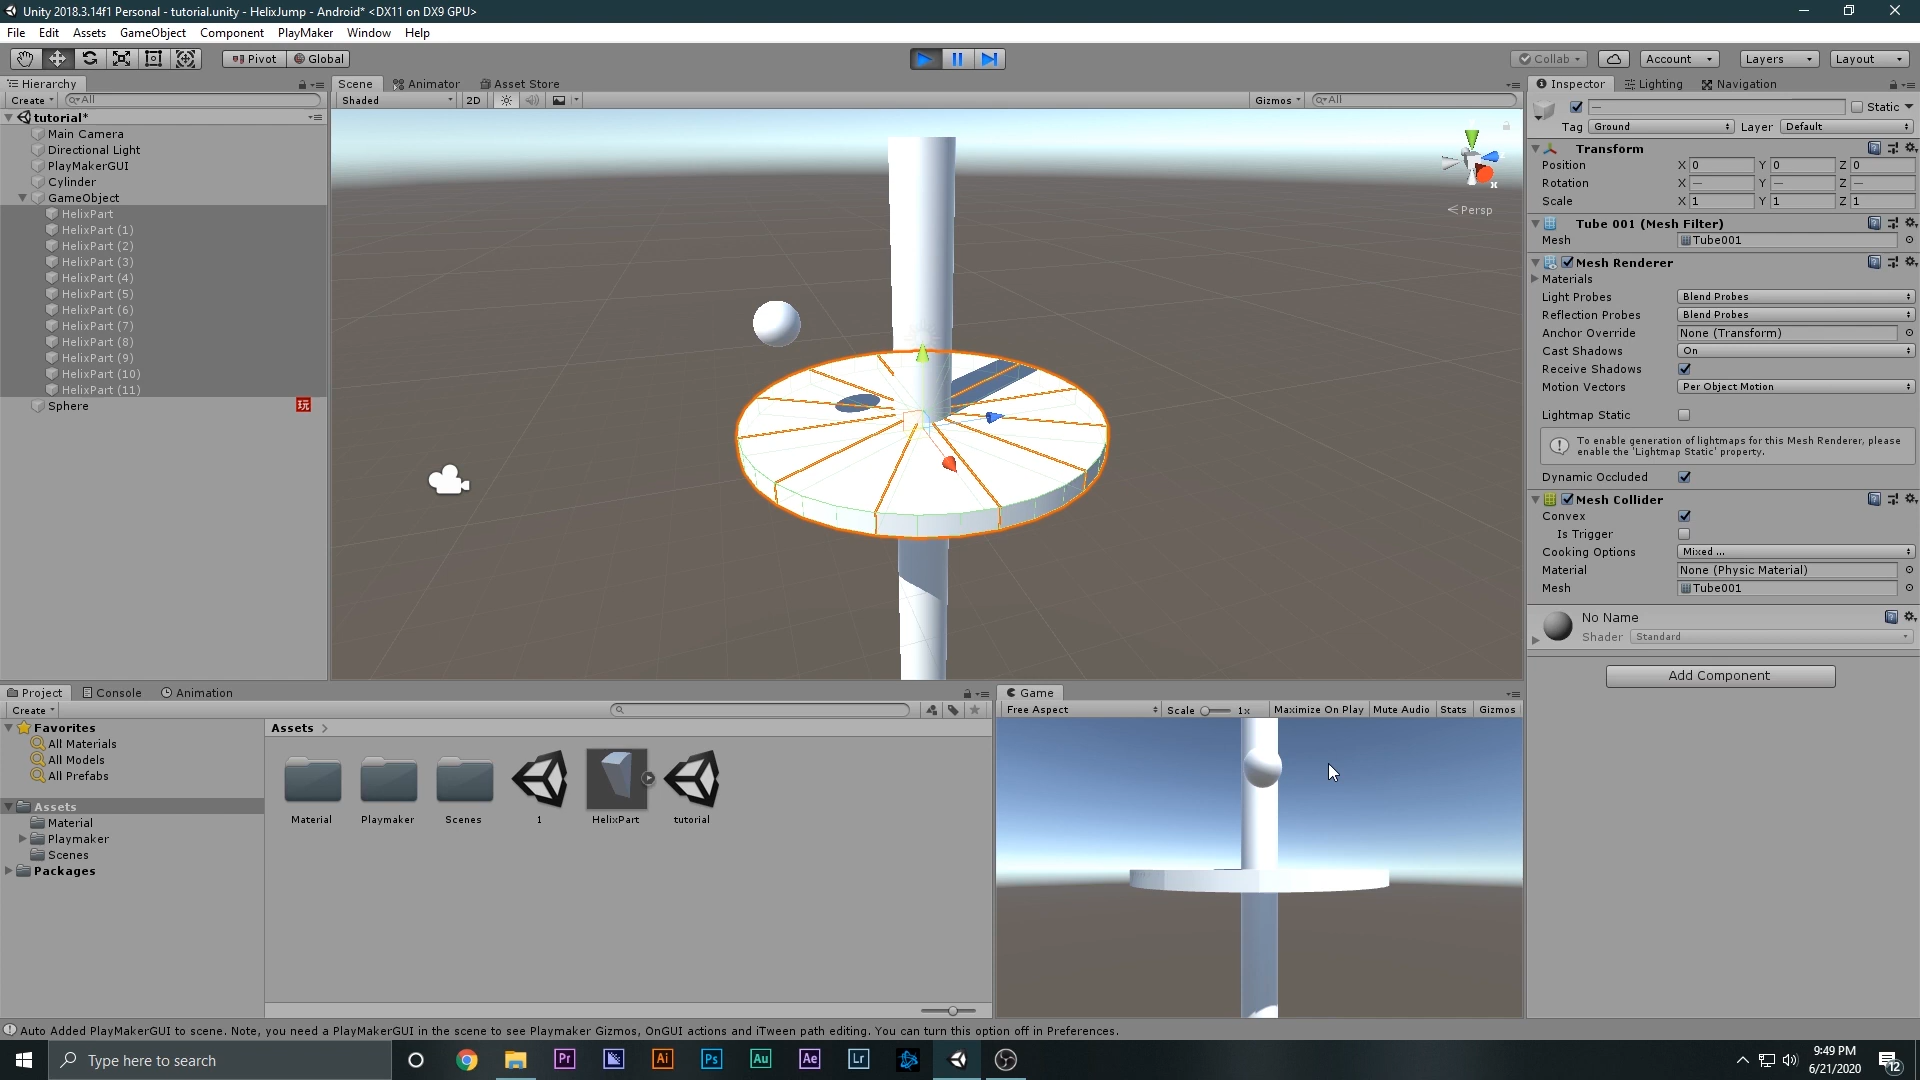 Unity 2018.3.14f1 Personal - tutorial.unity - HelixJump - Android* <DX11 on DX9 GPU>
File Edit Assets GameObject Component PlayMaker Window Help
Pivot Global Collab Account Layers Layout
Hierarchy
Create All
tutorial*
Main Camera
Directional Light
PlayMakerGUI
Cylinder
GameObject
HelixPart
HelixPart (1)
HelixPart (2)
HelixPart (3)
HelixPart (4)
HelixPart (5)
HelixPart (6)
HelixPart (7)
HelixPart (8)
HelixPart (9)
HelixPart (10)
HelixPart (11)
Sphere 玩
Scene Animator Asset Store
Shaded 2D Gizmos All
x
Persp
Inspector Lighting Navigation
— Static
Tag Ground Layer Default
Transform
Position X 0 Y 0 Z 0
Rotation X — Y — Z —
Scale X 1 Y 1 Z 1
Tube 001 (Mesh Filter)
Mesh Tube001
Mesh Renderer
Materials
Light Probes Blend Probes
Reflection Probes Blend Probes
Anchor Override None (Transform)
Cast Shadows On
Receive Shadows
Motion Vectors Per Object Motion
Lightmap Static
To enable generation of lightmaps for this Mesh Renderer, please
enable the 'Lightmap Static' property.
Dynamic Occluded
Mesh Collider
Convex
Is Trigger
Cooking Options Mixed ...
Material None (Physic Material)
Mesh Tube001
No Name
Shader Standard
Add Component
Project Console Animation
Create
Favorites
All Materials
All Models
All Prefabs
Assets
Material
Playmaker
Scenes
Packages
Assets
Material Playmaker Scenes 1 HelixPart tutorial
Game
Free Aspect Scale 1x Maximize On Play Mute Audio Stats Gizmos
Auto Added PlayMakerGUI to scene. Note, you need a PlayMakerGUI in the scene to see Playmaker Gizmos, OnGUI actions and iTween path editing. You can turn this option off in Preferences.
Type here to search
Pr Ai Ps Au Ae Lr
9:49 PM
6/21/2020
12